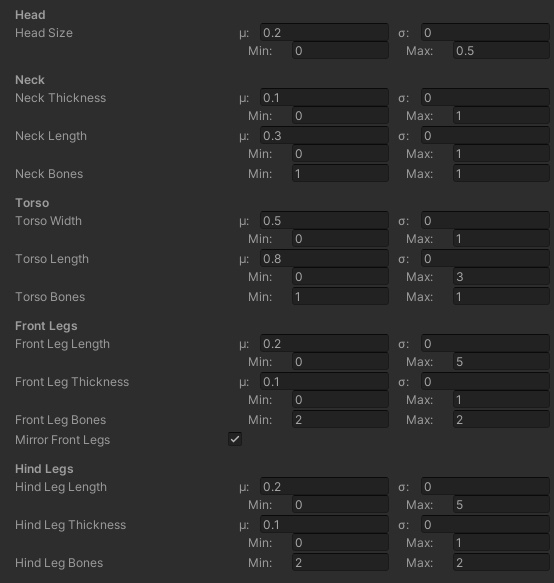 Head
Head Size μ: 0.2 σ: 0
Min: 0 Max: 0.5
Neck
Neck Thickness μ: 0.1 σ: 0
Min: 0 Max: 1
Neck Length μ: 0.3 σ: 0
Min: 0 Max: 1
Neck Bones Min: 1 Max: 1
Torso
Torso Width μ: 0.5 σ: 0
Min: 0 Max: 1
Torso Length μ: 0.8 σ: 0
Min: 0 Max: 3
Torso Bones Min: 1 Max: 1
Front Legs
Front Leg Length μ: 0.2 σ: 0
Min: 0 Max: 5
Front Leg Thickness μ: 0.1 σ: 0
Min: 0 Max: 1
Front Leg Bones Min: 2 Max: 2
Mirror Front Legs
Hind Legs
Hind Leg Length μ: 0.2 σ: 0
Min: 0 Max: 5
Hind Leg Thickness μ: 0.1 σ: 0
Min: 0 Max: 1
Hind Leg Bones Min: 2 Max: 2